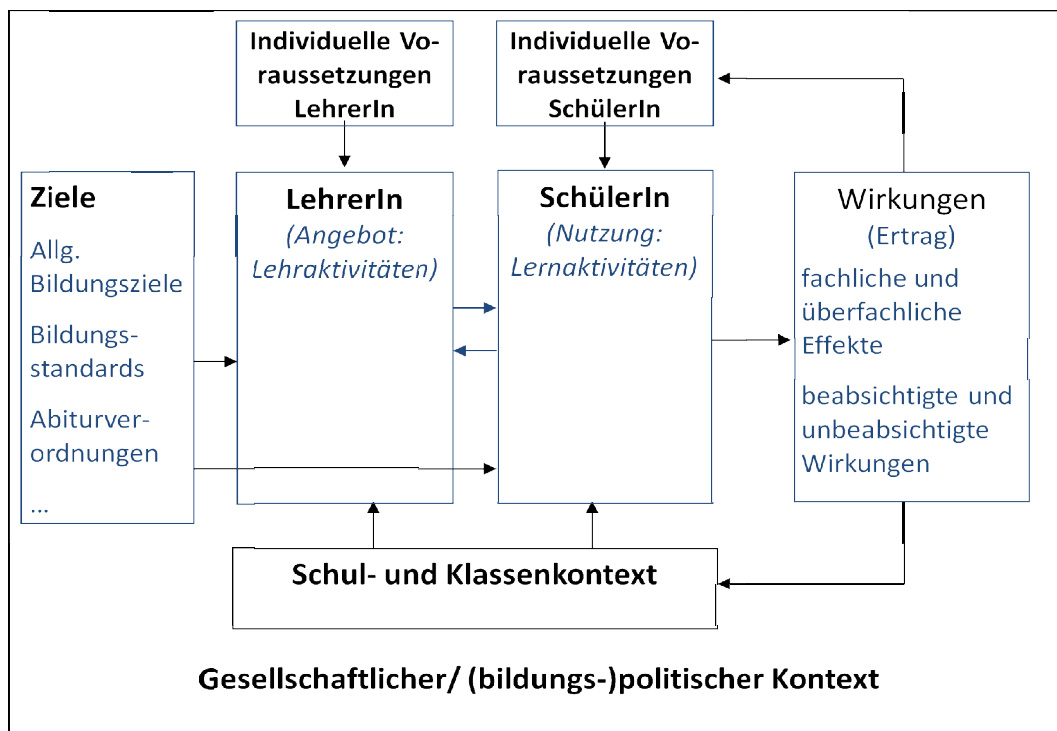 Individuelle Vo-
raussetzungen
LehrerIn
Individuelle Vo-
raussetzungen
SchülerIn
Ziele
Allg.
Bildungsziele
Bildungs-
standards
Abiturver-
ordnungen
...
LehrerIn
(Angebot:
Lehraktivitäten)
SchülerIn
(Nutzung:
Lernaktivitäten)
Wirkungen
(Ertrag)
fachliche und
überfachliche
Effekte
beabsichtigte und
unbeabsichtigte
Wirkungen
Schul- und Klassenkontext
Gesellschaftlicher/ (bildungs-)politischer Kontext